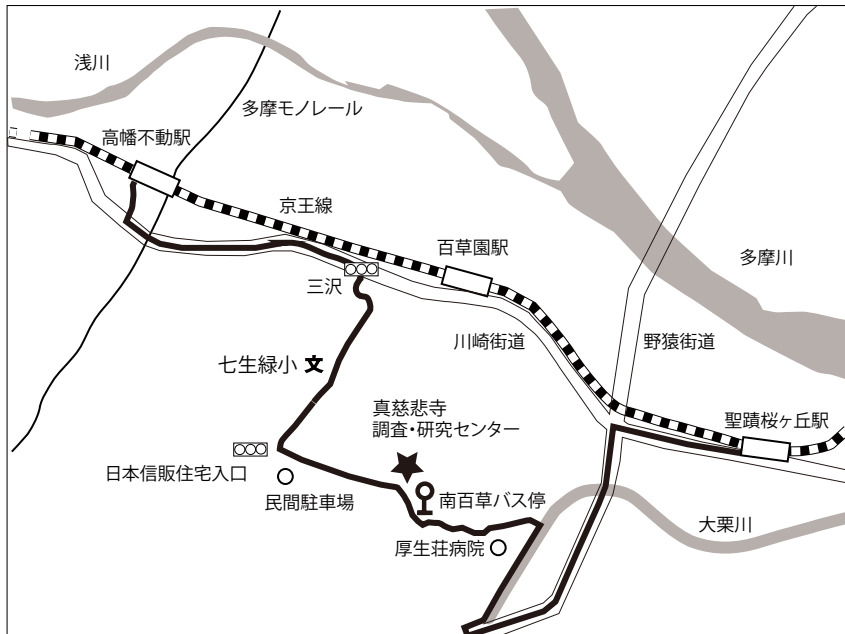 浅川
多摩モノレール
高幡不動駅
京王線
百草園駅
多摩川
三沢
川崎街道
野猿街道
七生緑小
文
真慈悲寺
調査・研究センター
聖蹟桜ヶ丘駅
日本信販住宅入口
民間駐車場
南百草バス停
大栗川
厚生荘病院